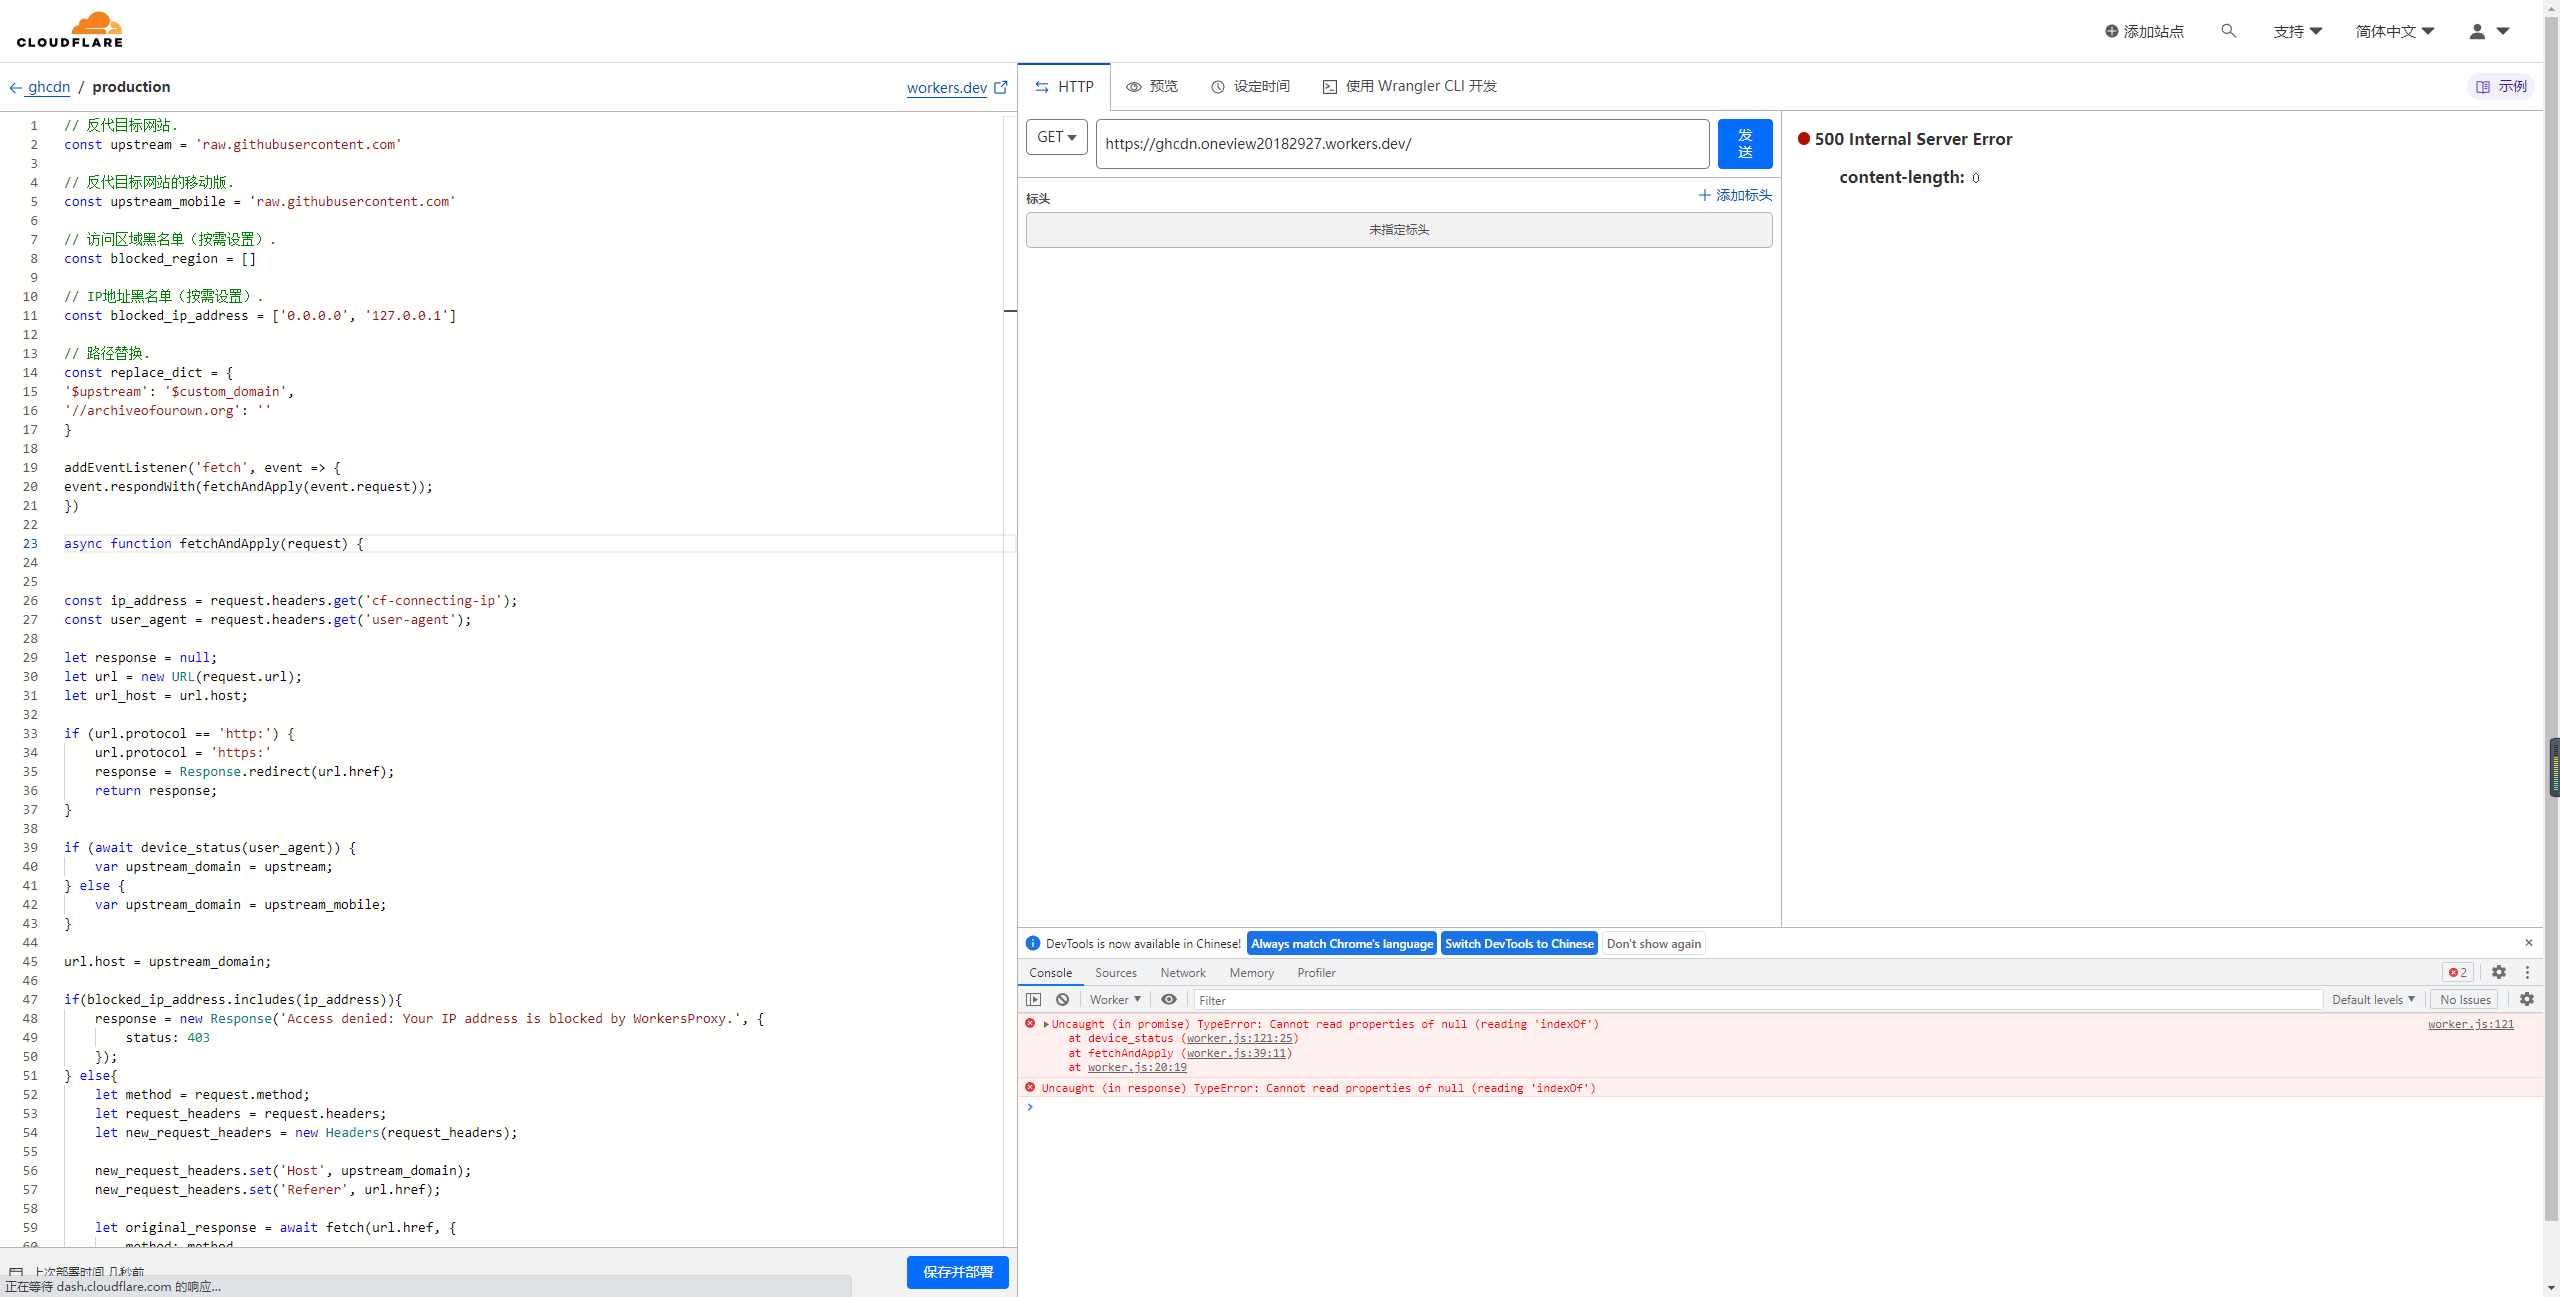 CLOUDFLARE
添加站点
支持
简体中文
ghcdn / production
workers.dev
HTTP
预览
设定时间
使用 Wrangler CLI 开发
示例
1 // 反代目标网站.
2 const upstream = 'raw.githubusercontent.com'
3
4 // 反代目标网站的移动版.
5 const upstream_mobile = 'raw.githubusercontent.com'
6
7 // 访问区域黑名单（按需设置）.
8 const blocked_region = []
9
10 // IP地址黑名单（按需设置）.
11 const blocked_ip_address = ['0.0.0.0', '127.0.0.1']
12
13 // 路径替换.
14 const replace_dict = {
15 '$upstream': '$custom_domain',
16 '//archiveofourown.org': ''
17 }
18
19 addEventListener('fetch', event => {
20 event.respondWith(fetchAndApply(event.request));
21 })
22
23 async function fetchAndApply(request) {
24
25
26 const ip_address = request.headers.get('cf-connecting-ip');
27 const user_agent = request.headers.get('user-agent');
28
29 let response = null;
30 let url = new URL(request.url);
31 let url_host = url.host;
32
33 if (url.protocol == 'http:') {
34 url.protocol = 'https:'
35 response = Response.redirect(url.href);
36 return response;
37 }
38
39 if (await device_status(user_agent)) {
40 var upstream_domain = upstream;
41 } else {
42 var upstream_domain = upstream_mobile;
43 }
44
45 url.host = upstream_domain;
46
47 if(blocked_ip_address.includes(ip_address)){
48 response = new Response('Access denied: Your IP address is blocked by WorkersProxy.', {
49 status: 403
50 });
51 } else{
52 let method = request.method;
53 let request_headers = request.headers;
54 let new_request_headers = new Headers(request_headers);
55
56 new_request_headers.set('Host', upstream_domain);
57 new_request_headers.set('Referer', url.href);
58
59 let original_response = await fetch(url.href, {
60 method: method
上次部署时间 几秒前
保存并部署
正在等待 dash.cloudflare.com 的响应...
GET
https://ghcdn.oneview20182927.workers.dev/
发
送
标头
添加标头
未指定标头
500 Internal Server Error
content-length: 0
DevTools is now available in Chinese! Always match Chrome's language Switch DevTools to Chinese Don't show again
Console Sources Network Memory Profiler 2
Worker Filter Default levels No Issues
Uncaught (in promise) TypeError: Cannot read properties of null (reading 'indexOf') worker.js:121
at device_status (worker.js:121:25)
at fetchAndApply (worker.js:39:11)
at worker.js:20:19
Uncaught (in response) TypeError: Cannot read properties of null (reading 'indexOf')